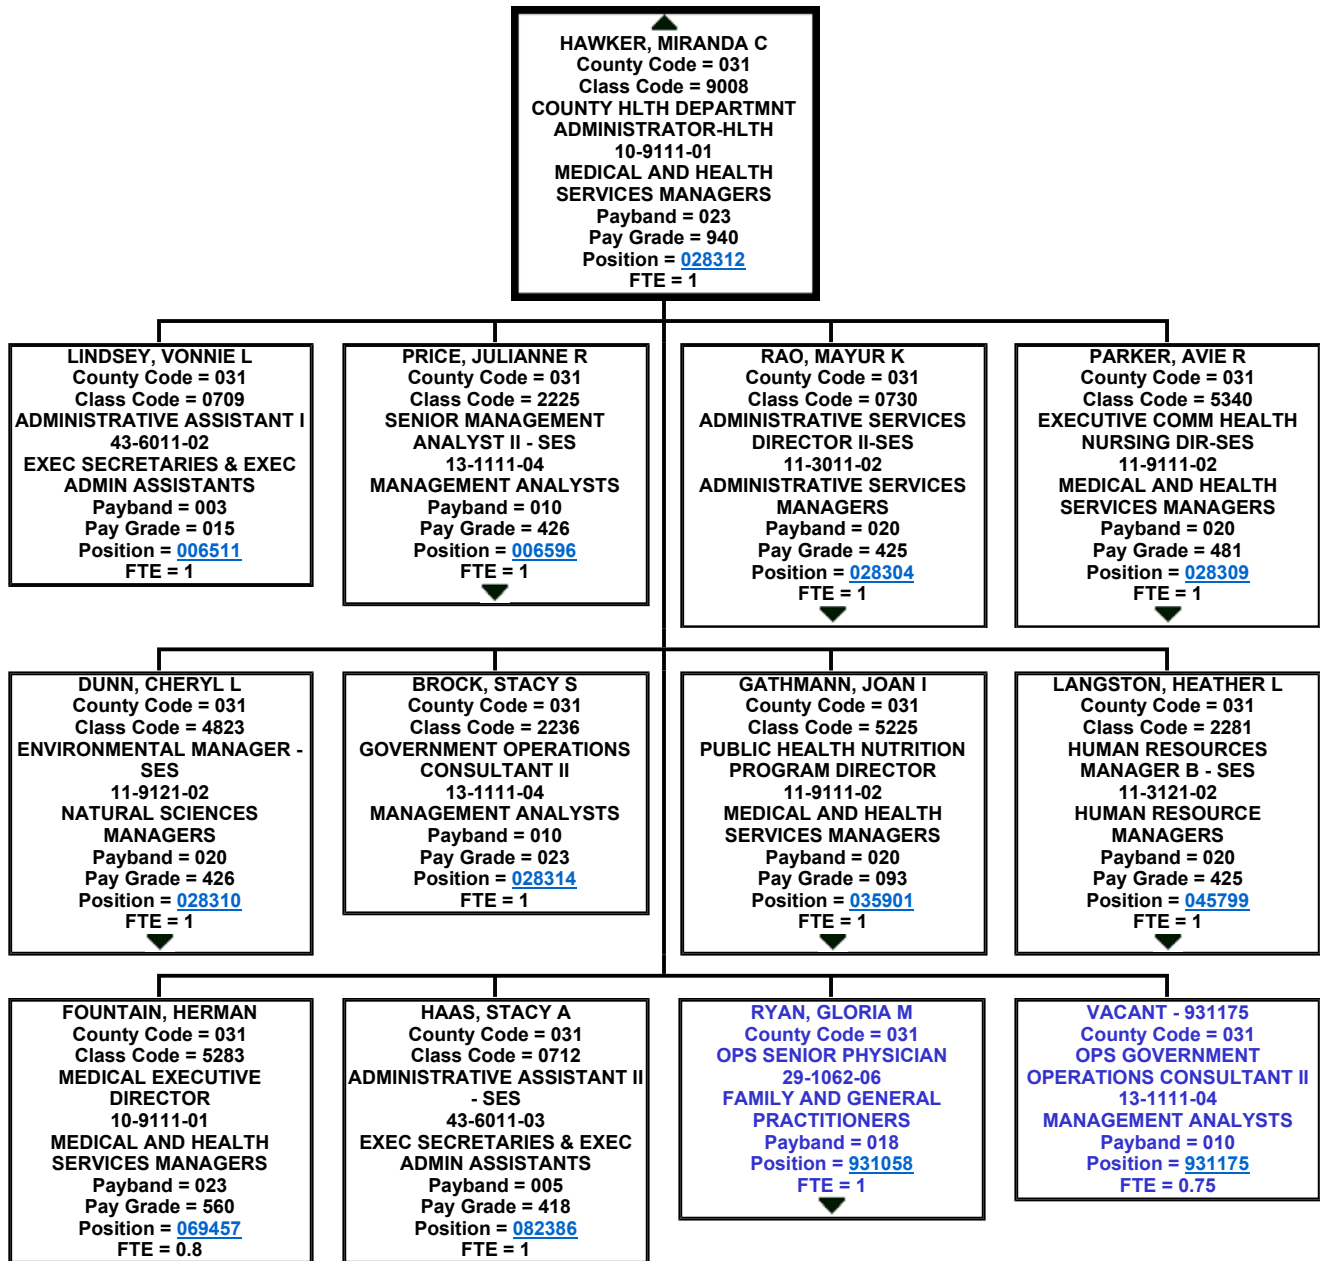 HAWKER, MIRANDA C
County Code = 031
Class Code = 9008
COUNTY HLTH DEPARTMNT
ADMINISTRATOR-HLTH
10-9111-01
MEDICAL AND HEALTH
SERVICES MANAGERS
Payband = 023
Pay Grade = 940
Position = 028312
FTE = 1
LINDSEY, VONNIE L
County Code = 031
Class Code = 0709
ADMINISTRATIVE ASSISTANT I
43-6011-02
EXEC SECRETARIES & EXEC
ADMIN ASSISTANTS
Payband = 003
Pay Grade = 015
Position = 006511
FTE = 1
PRICE, JULIANNE R
County Code = 031
Class Code = 2225
SENIOR MANAGEMENT
ANALYST II - SES
13-1111-04
MANAGEMENT ANALYSTS
Payband = 010
Pay Grade = 426
Position = 006596
FTE = 1
RAO, MAYUR K
County Code = 031
Class Code = 0730
ADMINISTRATIVE SERVICES
DIRECTOR II-SES
11-3011-02
ADMINISTRATIVE SERVICES
MANAGERS
Payband = 020
Pay Grade = 425
Position = 028304
FTE = 1
PARKER, AVIE R
County Code = 031
Class Code = 5340
EXECUTIVE COMM HEALTH
NURSING DIR-SES
11-9111-02
MEDICAL AND HEALTH
SERVICES MANAGERS
Payband = 020
Pay Grade = 481
Position = 028309
FTE = 1
DUNN, CHERYL L
County Code = 031
Class Code = 4823
ENVIRONMENTAL MANAGER -
SES
11-9121-02
NATURAL SCIENCES
MANAGERS
Payband = 020
Pay Grade = 426
Position = 028310
FTE = 1
BROCK, STACY S
County Code = 031
Class Code = 2236
GOVERNMENT OPERATIONS
CONSULTANT II
13-1111-04
MANAGEMENT ANALYSTS
Payband = 010
Pay Grade = 023
Position = 028314
FTE = 1
GATHMANN, JOAN I
County Code = 031
Class Code = 5225
PUBLIC HEALTH NUTRITION
PROGRAM DIRECTOR
11-9111-02
MEDICAL AND HEALTH
SERVICES MANAGERS
Payband = 020
Pay Grade = 093
Position = 035901
FTE = 1
LANGSTON, HEATHER L
County Code = 031
Class Code = 2281
HUMAN RESOURCES
MANAGER B - SES
11-3121-02
HUMAN RESOURCE
MANAGERS
Payband = 020
Pay Grade = 425
Position = 045799
FTE = 1
FOUNTAIN, HERMAN
County Code = 031
Class Code = 5283
MEDICAL EXECUTIVE
DIRECTOR
10-9111-01
MEDICAL AND HEALTH
SERVICES MANAGERS
Payband = 023
Pay Grade = 560
Position = 069457
FTE = 0.8
HAAS, STACY A
County Code = 031
Class Code = 0712
ADMINISTRATIVE ASSISTANT II
- SES
43-6011-03
EXEC SECRETARIES & EXEC
ADMIN ASSISTANTS
Payband = 005
Pay Grade = 418
Position = 082386
FTE = 1
RYAN, GLORIA M
County Code = 031
OPS SENIOR PHYSICIAN
29-1062-06
FAMILY AND GENERAL
PRACTITIONERS
Payband = 018
Position = 931058
FTE = 1
VACANT - 931175
County Code = 031
OPS GOVERNMENT
OPERATIONS CONSULTANT II
13-1111-04
MANAGEMENT ANALYSTS
Payband = 010
Position = 931175
FTE = 0.75